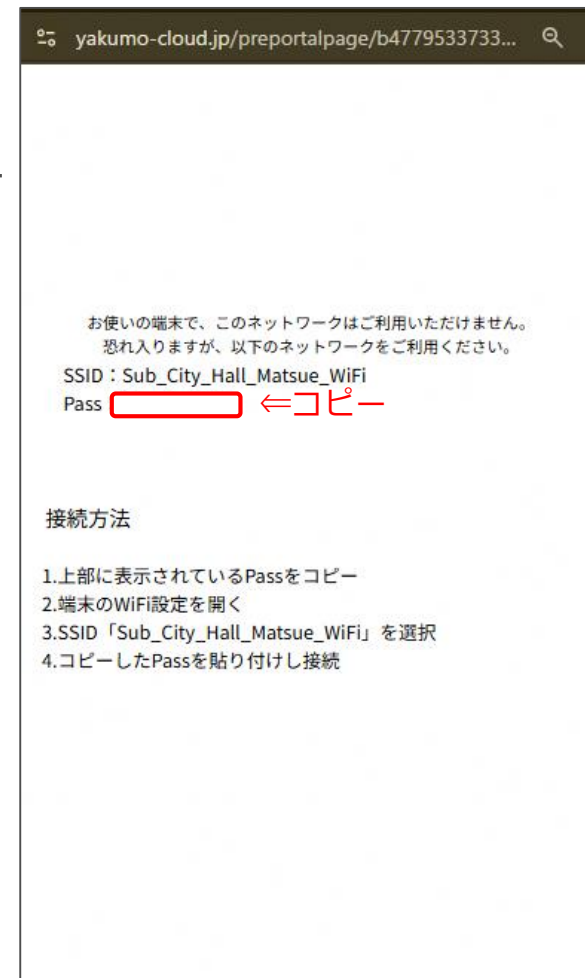 yakumo-cloud.jp/preportalpage/b4779533733...
お使いの端末で、このネットワークはご利用いただけません。
恐れ入りますが、以下のネットワークをご利用ください。
SSID：Sub_City_Hall_Matsue_WiFi
Pass ⇐コピー
接続方法
1.上部に表示されているPassをコピー
2.端末のWiFi設定を開く
3.SSID「Sub_City_Hall_Matsue_WiFi」を選択
4.コピーしたPassを貼り付けし接続